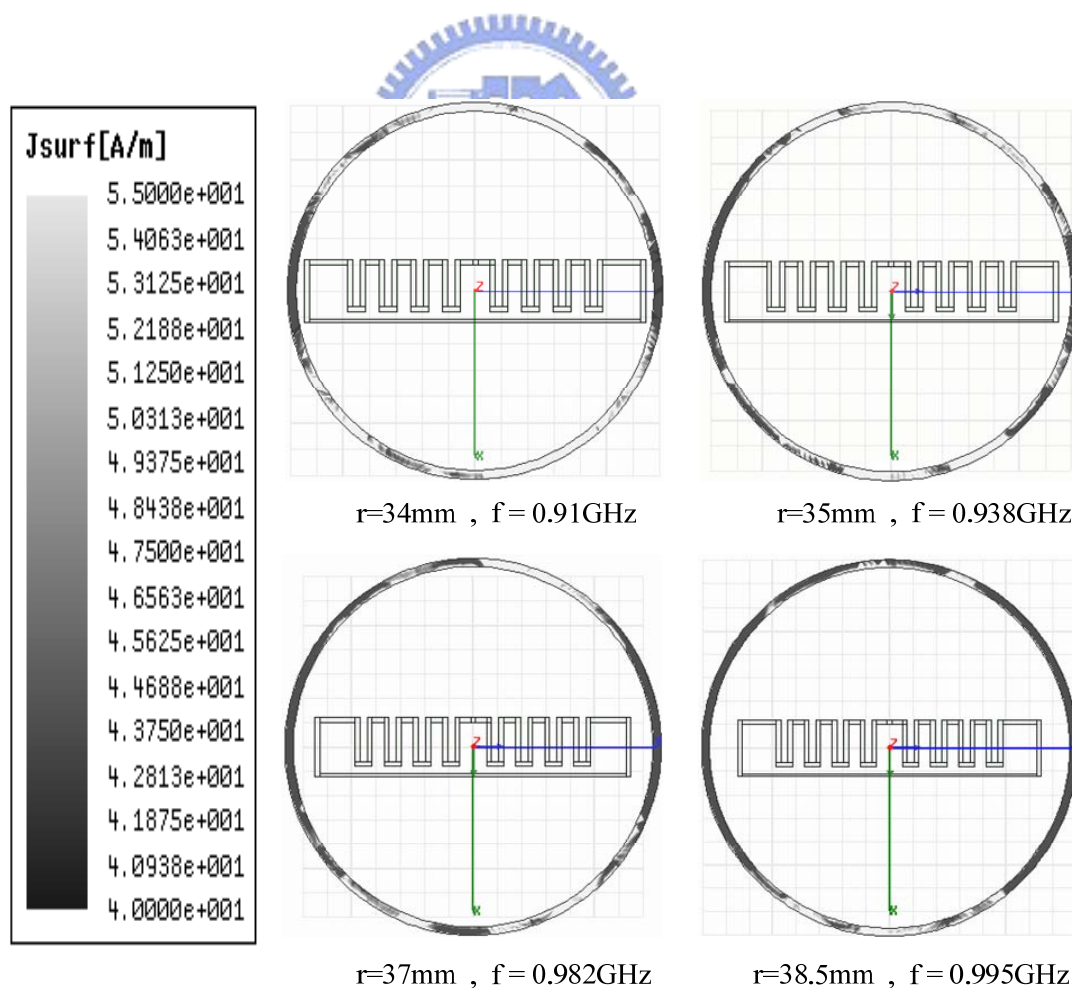 Jsurf[A/m]
5.5000e+001
5.4063e+001
5.3125e+001
5.2188e+001
5.1250e+001
5.0313e+001
4.9375e+001
4.8438e+001
4.7500e+001
4.6563e+001
4.5625e+001
4.4688e+001
4.3750e+001
4.2813e+001
4.1875e+001
4.0938e+001
4.0000e+001
Z
X
r=34mm , f = 0.91GHz
Z
X
r=35mm , f = 0.938GHz
Z
X
r=37mm , f = 0.982GHz
Z
X
r=38.5mm , f = 0.995GHz